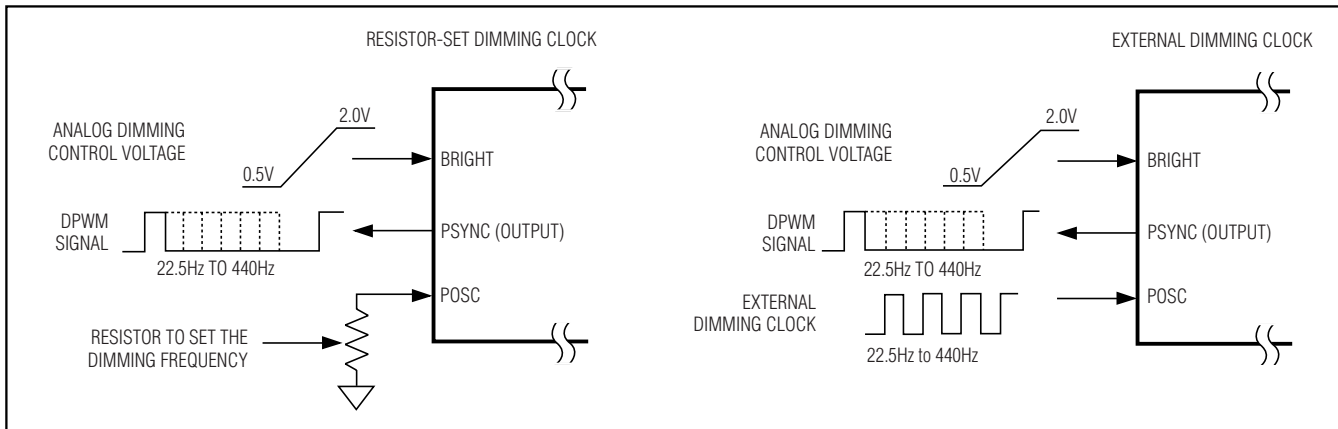 RESISTOR-SET DIMMING CLOCK
ANALOG DIMMING
CONTROL VOLTAGE
2.0V
0.5V
BRIGHT
DPWM
SIGNAL
22.5Hz TO 440Hz
PSYNC (OUTPUT)
POSC
RESISTOR TO SET THE
DIMMING FREQUENCY
EXTERNAL DIMMING CLOCK
ANALOG DIMMING
CONTROL VOLTAGE
2.0V
0.5V
BRIGHT
DPWM
SIGNAL
22.5Hz TO 440Hz
PSYNC (OUTPUT)
EXTERNAL
DIMMING CLOCK
22.5Hz to 440Hz
POSC